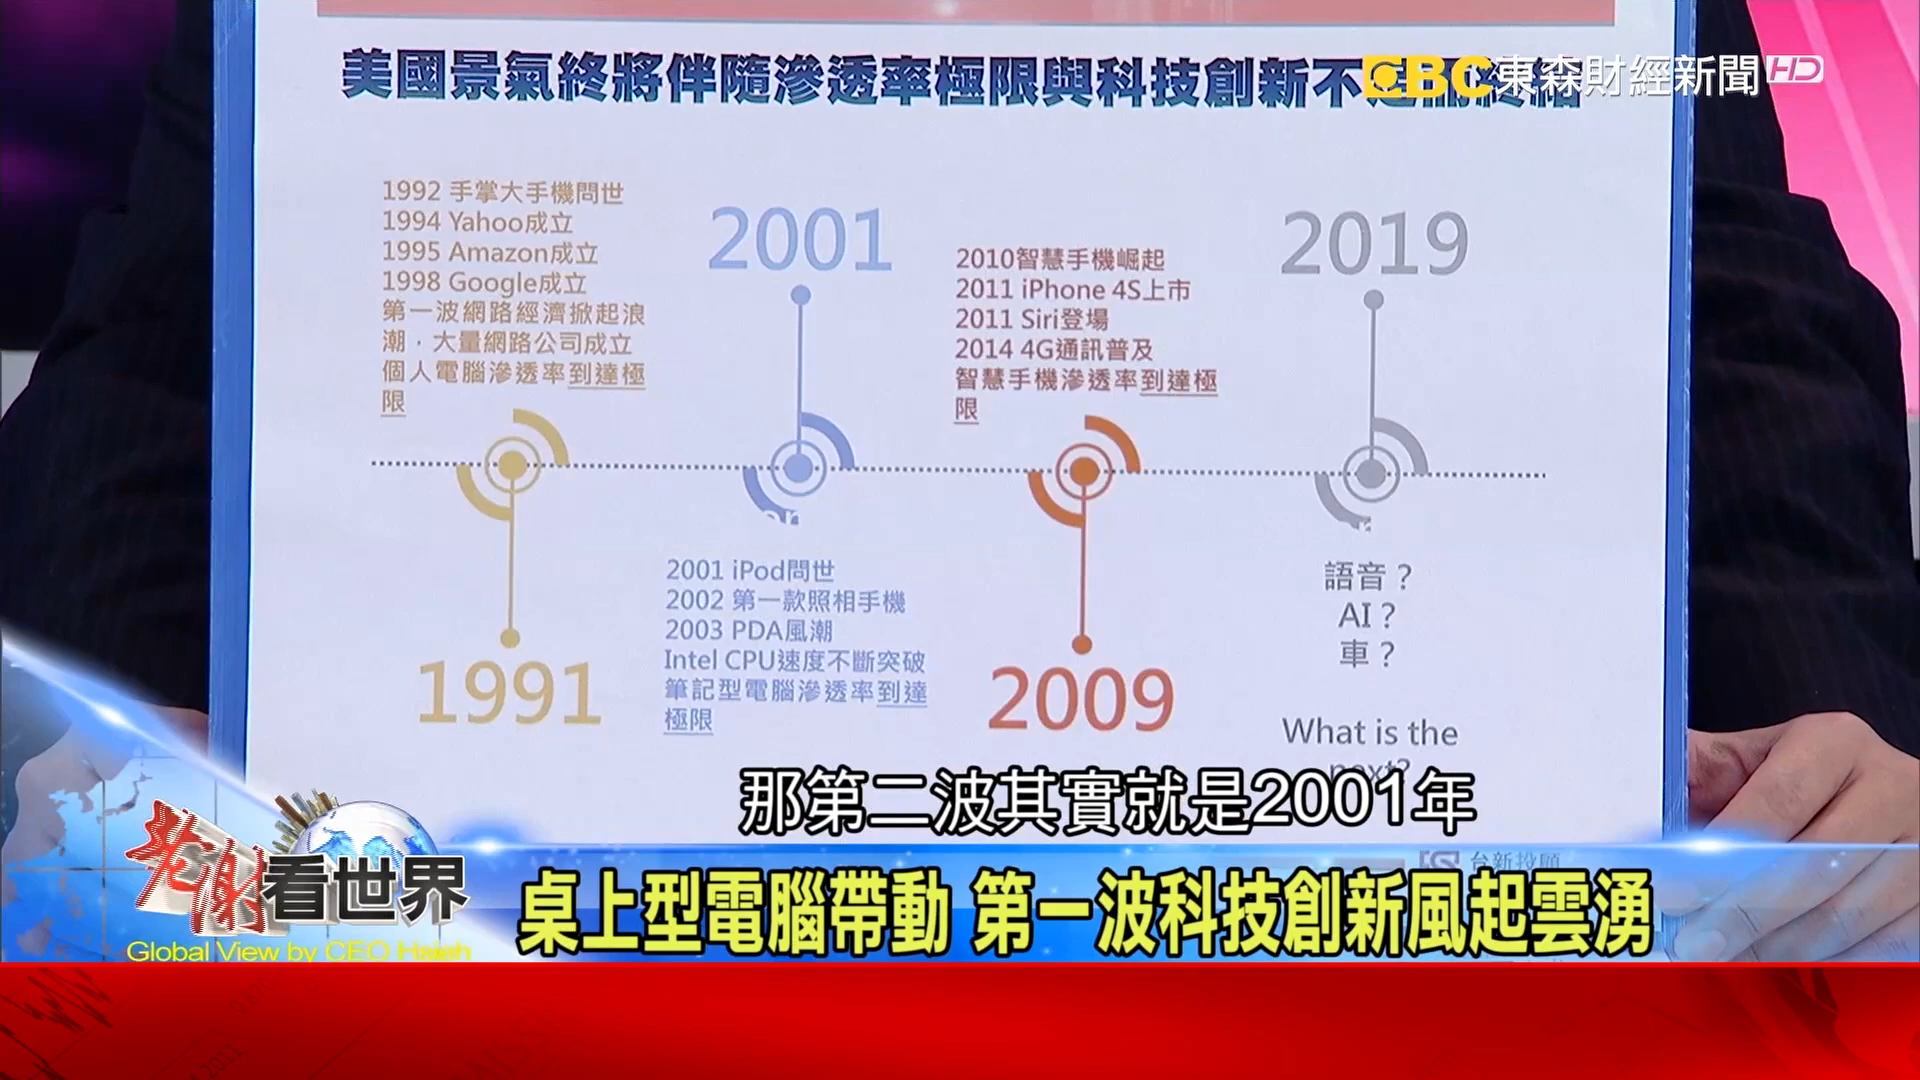 美國景氣終將伴隨滲透率極限與科技創新不
EBC 東森財經新聞 HD
1992 手掌大手機問世
1994 Yahoo成立
1995 Amazon成立
1998 Google成立
第一波網路經濟掀起浪
潮，大量網路公司成立
個人電腦滲透率到達極
限
1991
2001
2001 iPod問世
2002 第一款照相手機
2003 PDA風潮
Intel CPU速度不斷突破
筆記型電腦滲透率到達
極限
2010智慧手機崛起
2011 iPhone 4S上市
2011 Siri登場
2014 4G通訊普及
智慧手機滲透率到達極
限
2009
2019
語音？
AI？
車？
What is the
next?
那第二波其實就是2001年
台新投顧
老謝看世界
Global View by CEO Hsieh
桌上型電腦帶動 第一波科技創新風起雲湧